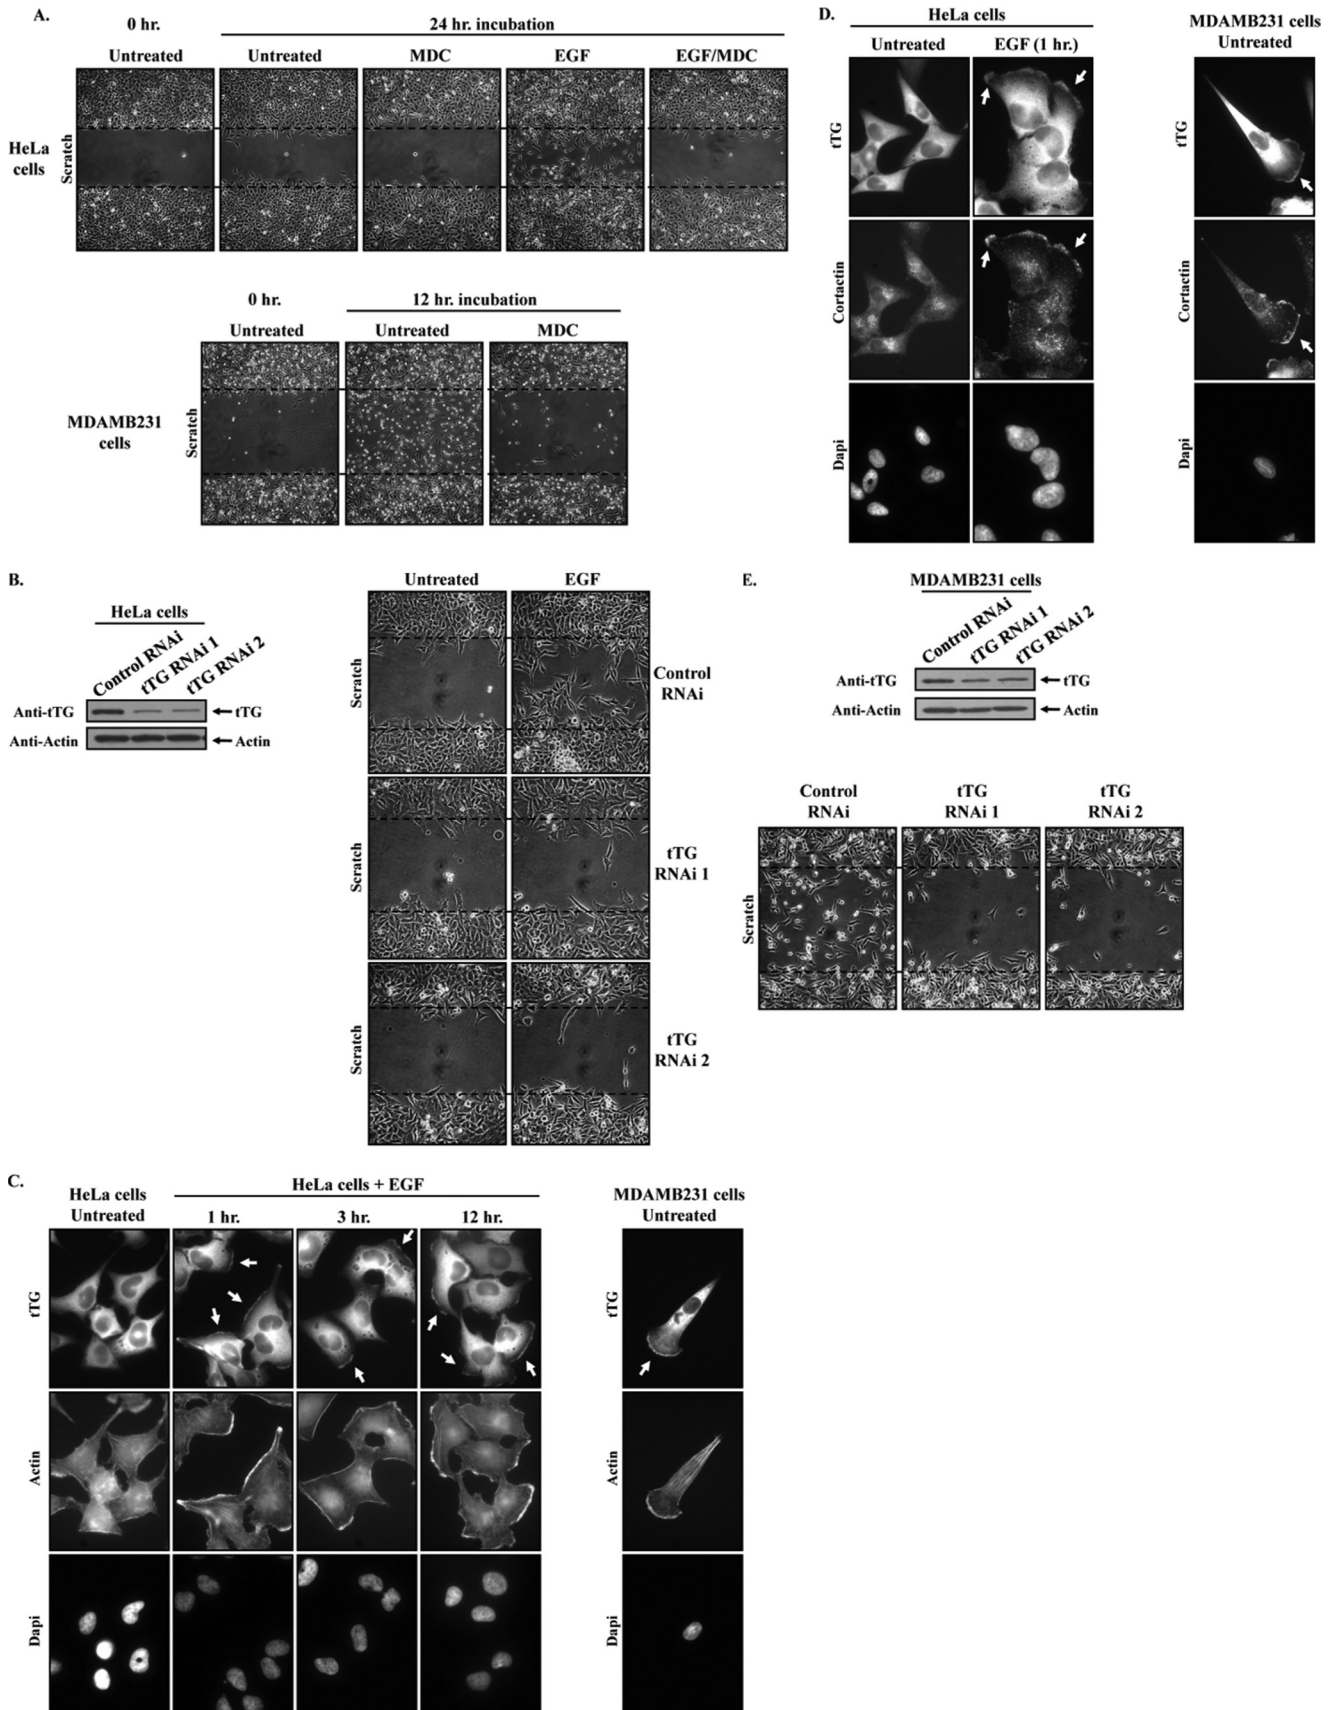 A.
0 hr.
24 hr. incubation
Untreated
Untreated
MDC
EGF
EGF/MDC
HeLa
cells
Scratch
0 hr.
12 hr. incubation
Untreated
Untreated
MDC
MDAMB231
cells
Scratch
B.
HeLa cells
Control RNAi
tTG RNAi 1
tTG RNAi 2
Anti-tTG
tTG
Anti-Actin
Actin
Untreated
EGF
Scratch
Control
RNAi
Scratch
tTG
RNAi 1
Scratch
tTG
RNAi 2
C.
HeLa cells
Untreated
HeLa cells + EGF
1 hr.
3 hr.
12 hr.
MDAMB231 cells
Untreated
tTG
tTG
Actin
Actin
Dapi
Dapi
D.
HeLa cells
Untreated
EGF (1 hr.)
MDAMB231 cells
Untreated
tTG
tTG
Cortactin
Cortactin
Dapi
Dapi
E.
MDAMB231 cells
Control RNAi
tTG RNAi 1
tTG RNAi 2
Anti-tTG
tTG
Anti-Actin
Actin
Control
RNAi
tTG
RNAi 1
tTG
RNAi 2
Scratch